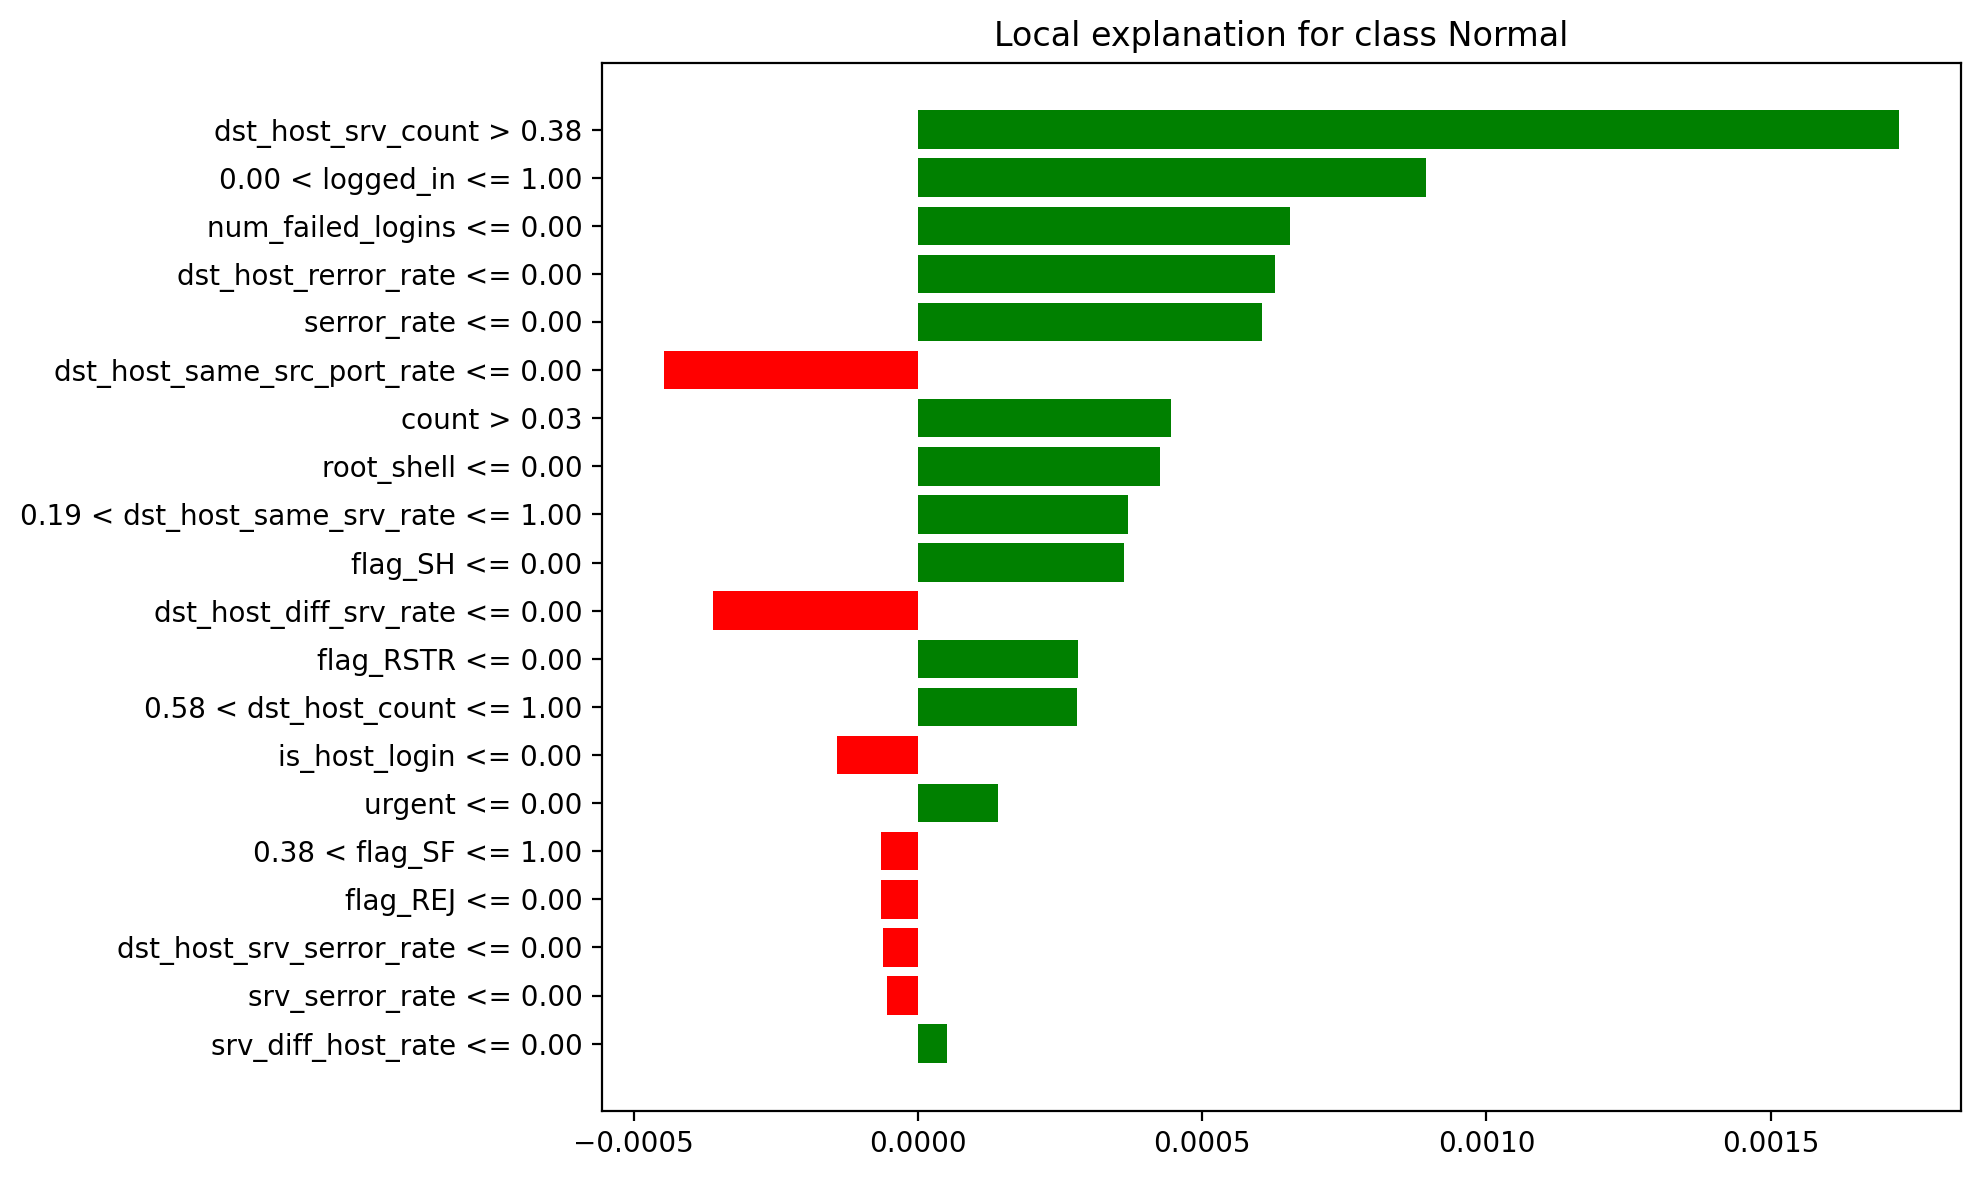 Local explanation for class Normal
dst_host_srv_count > 0.38
0.00 < logged_in <= 1.00
num_failed_logins <= 0.00
dst_host_rerror_rate <= 0.00
serror_rate <= 0.00
dst_host_same_src_port_rate <= 0.00
count > 0.03
root_shell <= 0.00
0.19 < dst_host_same_srv_rate <= 1.00
flag_SH <= 0.00
dst_host_diff_srv_rate <= 0.00
flag_RSTR <= 0.00
0.58 < dst_host_count <= 1.00
is_host_login <= 0.00
urgent <= 0.00
0.38 < flag_SF <= 1.00
flag_REJ <= 0.00
dst_host_srv_serror_rate <= 0.00
srv_serror_rate <= 0.00
srv_diff_host_rate <= 0.00
−0.0005 0.0000 0.0005 0.0010 0.0015